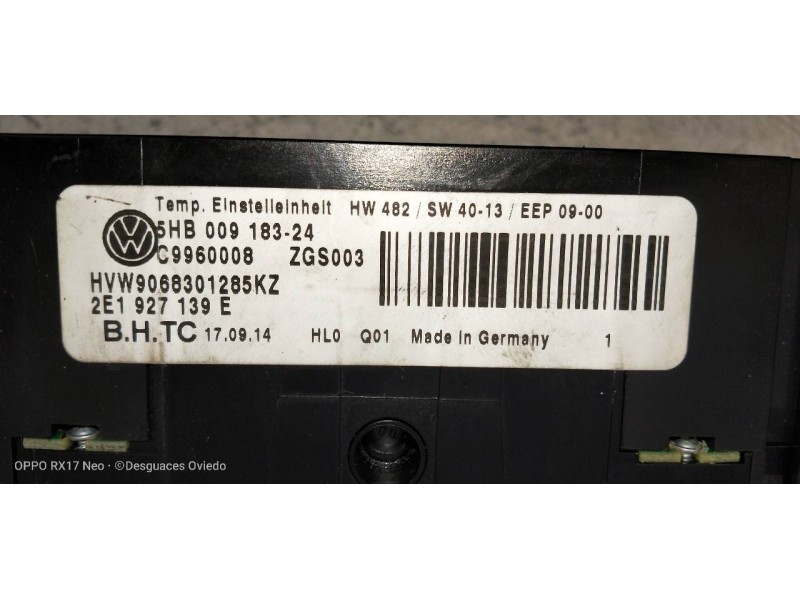 Temp. Einstelleinheit HW 482 / SW 40-13 / EEP 09-00
5HB 009 183-24
C9960008 ZGS003
HVW9068301285KZ
2E1 927 139 E
B.H.TC 17.09.14 HL0 Q01 Made in Germany 1
OPPO RX17 Neo · ©Desguaces Oviedo